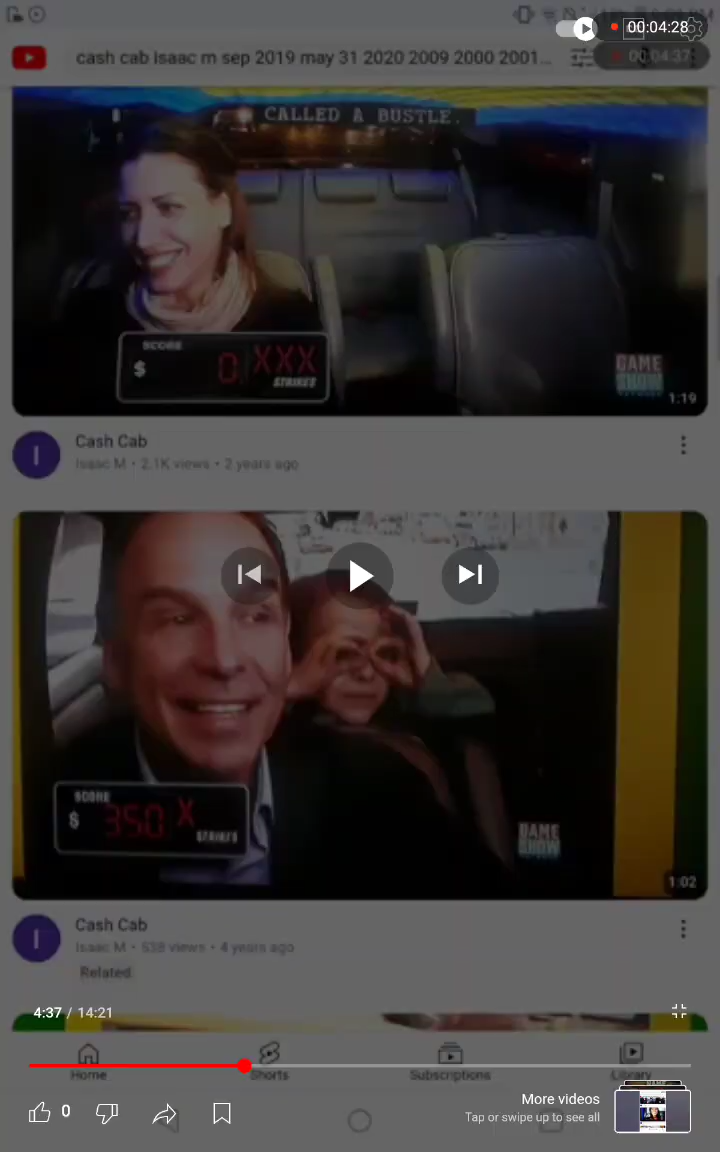 00:04:28
cash cab Isaac m sep 2019 may 31 2020 2009 2000 2001...
00:04:37
CALLED A BUSTLE.
SCORE
$ 0 XXX
STRIKES
GAME
SHOW
1:19
I
Cash Cab
Isaac M • 2.1K views • 2 years ago
SCORE
$ 350 X
STRIKES
GAME
SHOW
1:02
I
Cash Cab
Isaac M • 538 views • 4 years ago
Related
4:37 / 14:21
Home
Shorts
Subscriptions
Library
0
More videos
Tap or swipe up to see all